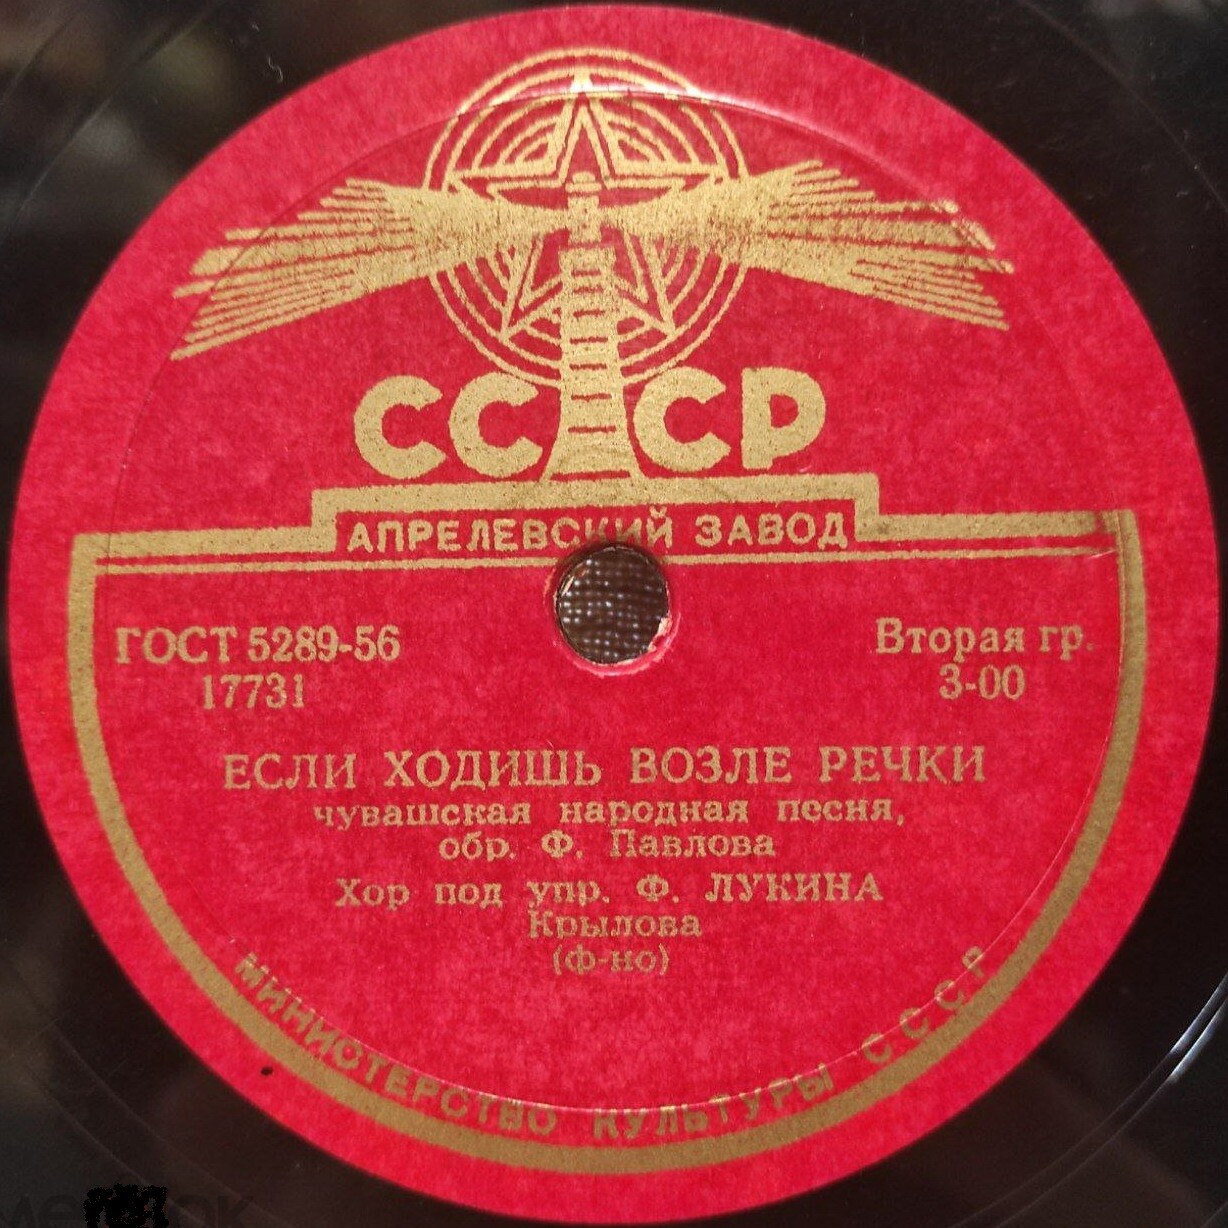 СССР
АПРЕЛЕВСКИЙ ЗАВОД
ГОСТ 5289-56
17731
Вторая гр.
3-00
ЕСЛИ ХОДИШЬ ВОЗЛЕ РЕЧКИ
чувашская народная песня,
обр. Ф. Павлова
Хор под упр. Ф. ЛУКИНА
Крылова
(Ф-но)
МИНИСТЕРСТВО КУЛЬТУРЫ СССР